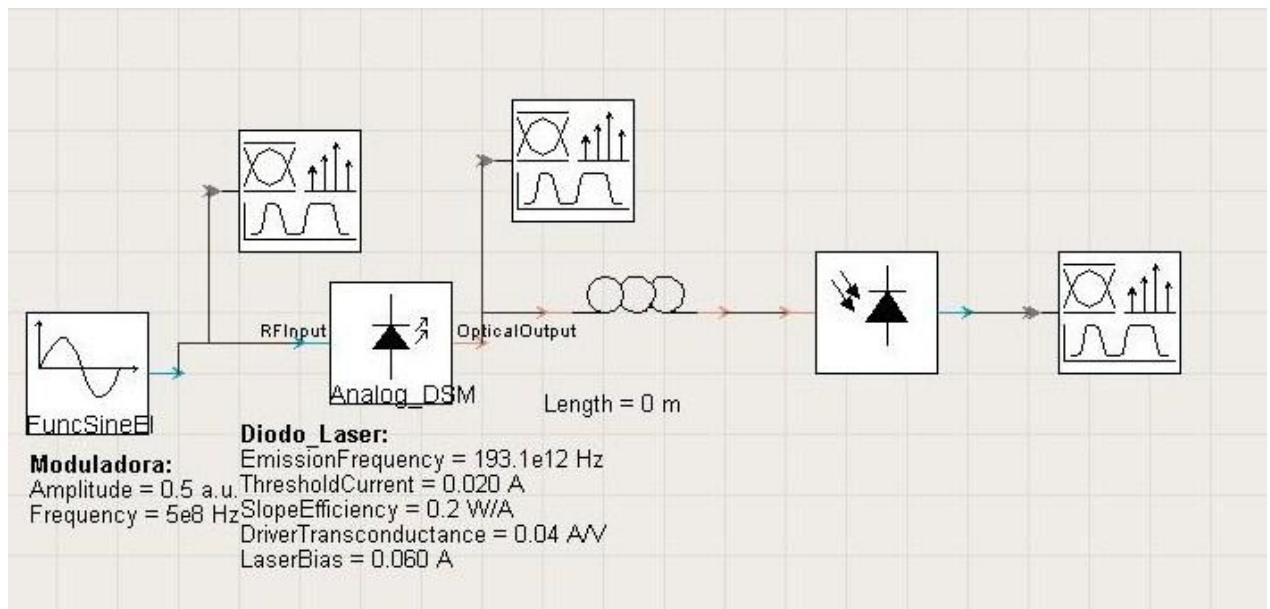 RFInput
OpticalOutput
FuncSineEl
Analog_DSM
Length = 0 m
Moduladora:
Amplitude = 0.5 a.u.
Frequency = 5e8 Hz
Diodo_Laser:
EmissionFrequency = 193.1e12 Hz
ThresholdCurrent = 0.020 A
SlopeEfficiency = 0.2 W/A
DriverTransconductance = 0.04 A/V
LaserBias = 0.060 A